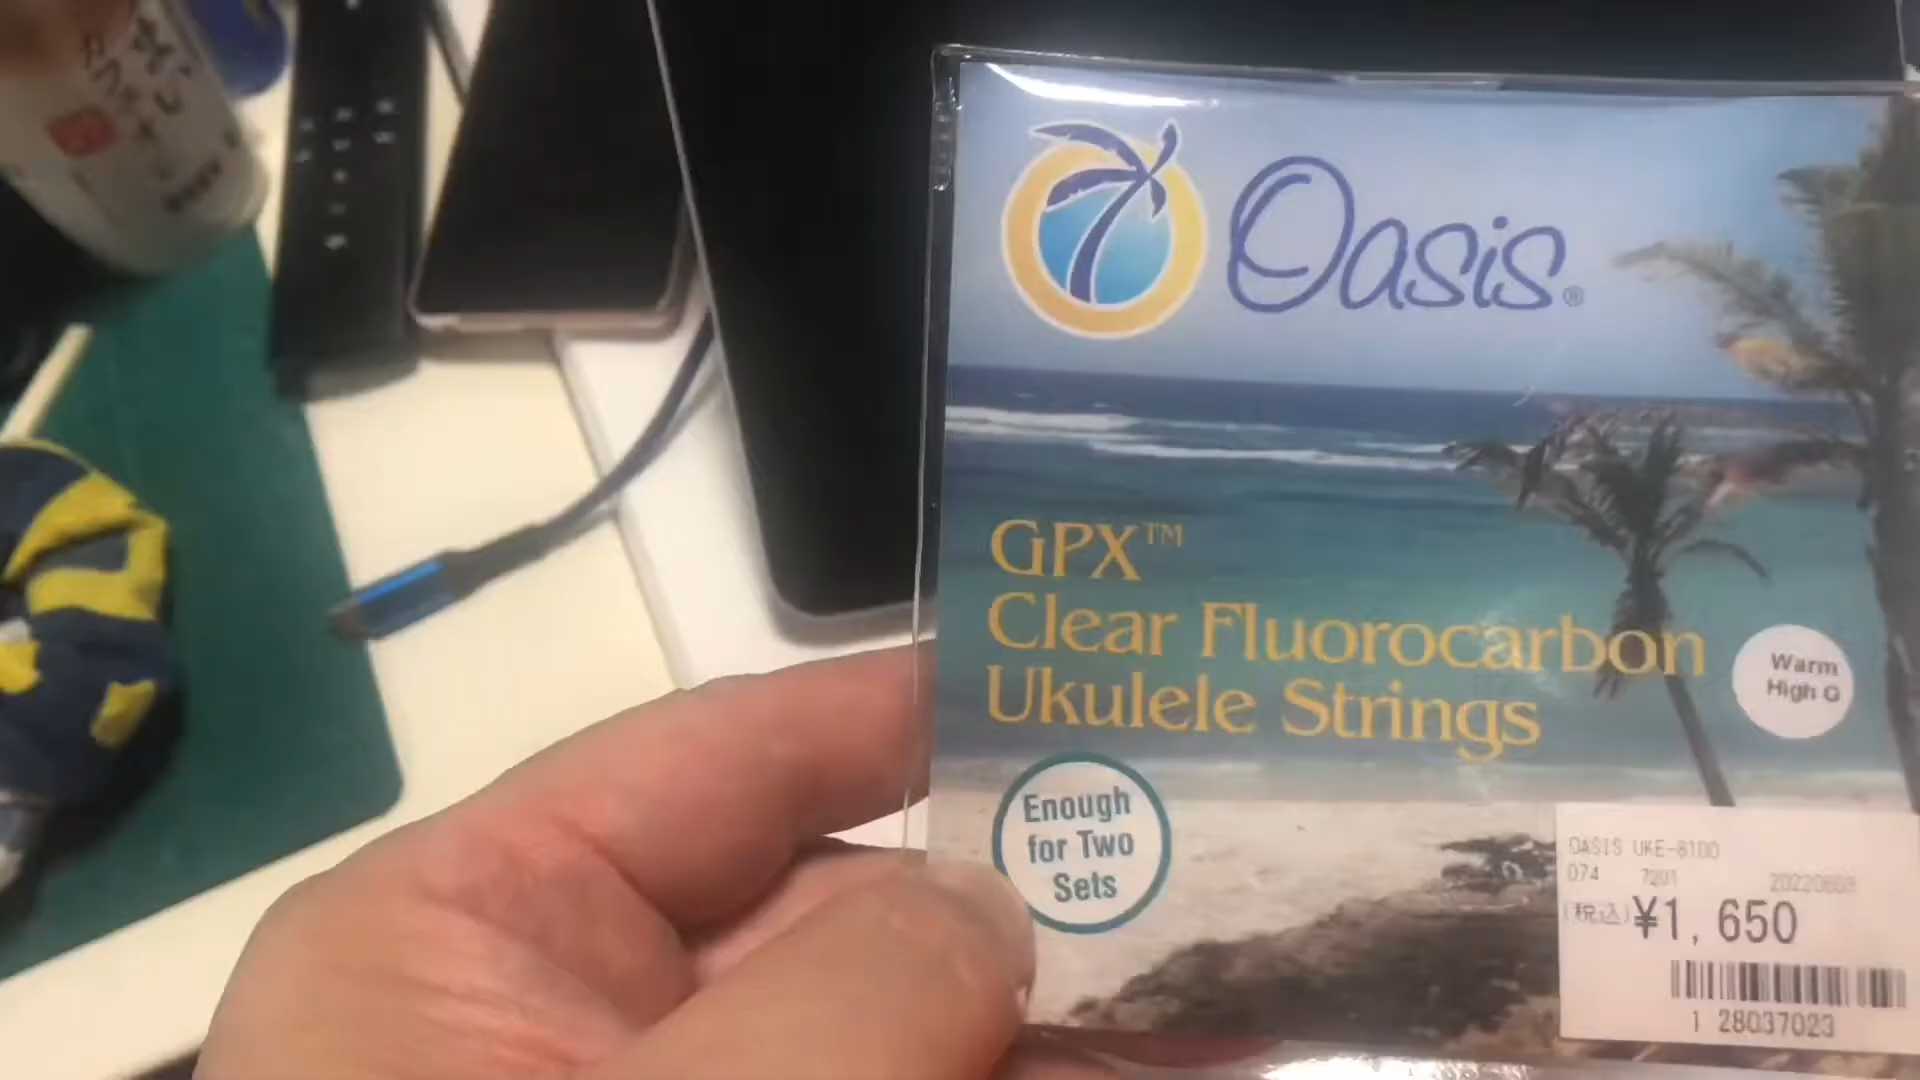 Oasis®
GPX™
Clear Fluorocarbon
Ukulele Strings
Warm
High G
Enough
for Two
Sets
OASIS UKE-8100
074 7201
(税込)¥1,650
1 28037023